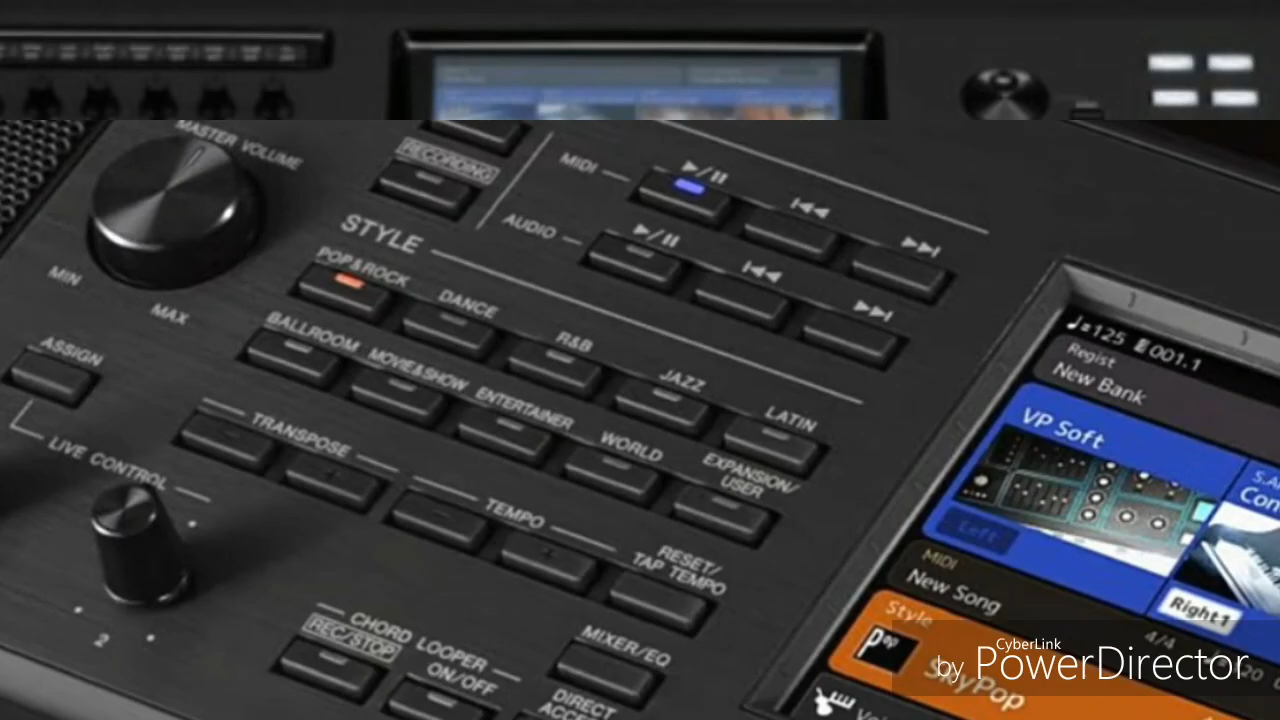 MASTER VOLUME
MIN
MAX
RECORDING
MIDI
AUDIO
STYLE
POP&ROCK
DANCE
R&B
JAZZ
LATIN
BALLROOM
MOVIE&SHOW
ENTERTAINER
WORLD
EXPANSION/
USER
ASSIGN
LIVE CONTROL
2
TRANSPOSE
- +
TEMPO
- +
RESET/
TAP TEMPO
CHORD LOOPER
REC/STOP
ON/OFF
MIXER/EQ
DIRECT
♩=125 001.1
Regist
New Bank
VP Soft
Left
S.Ar
Con
Right1
MIDI
New Song
4/4
Style
Pop
SkyPop
CyberLink
by PowerDirector